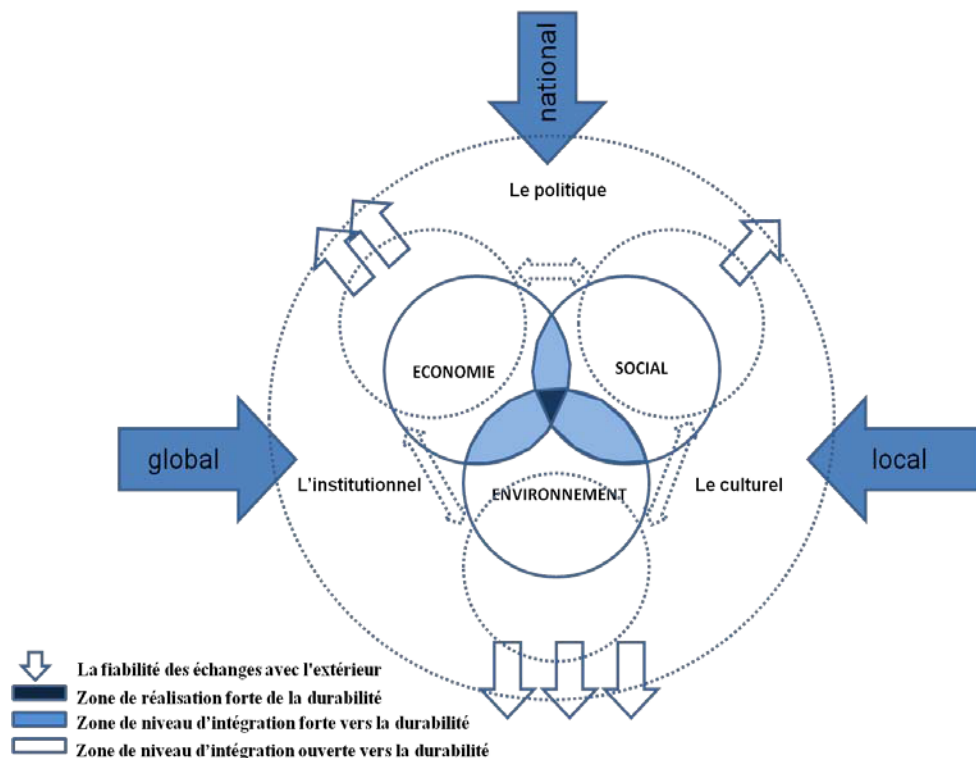 national
Le politique
ECONOMIE
SOCIAL
global
local
L'institutionnel
ENVIRONNEMENT
Le culturel
La fiabilité des échanges avec l'extérieur
Zone de réalisation forte de la durabilité
Zone de niveau d'intégration forte vers la durabilité
Zone de niveau d'intégration ouverte vers la durabilité